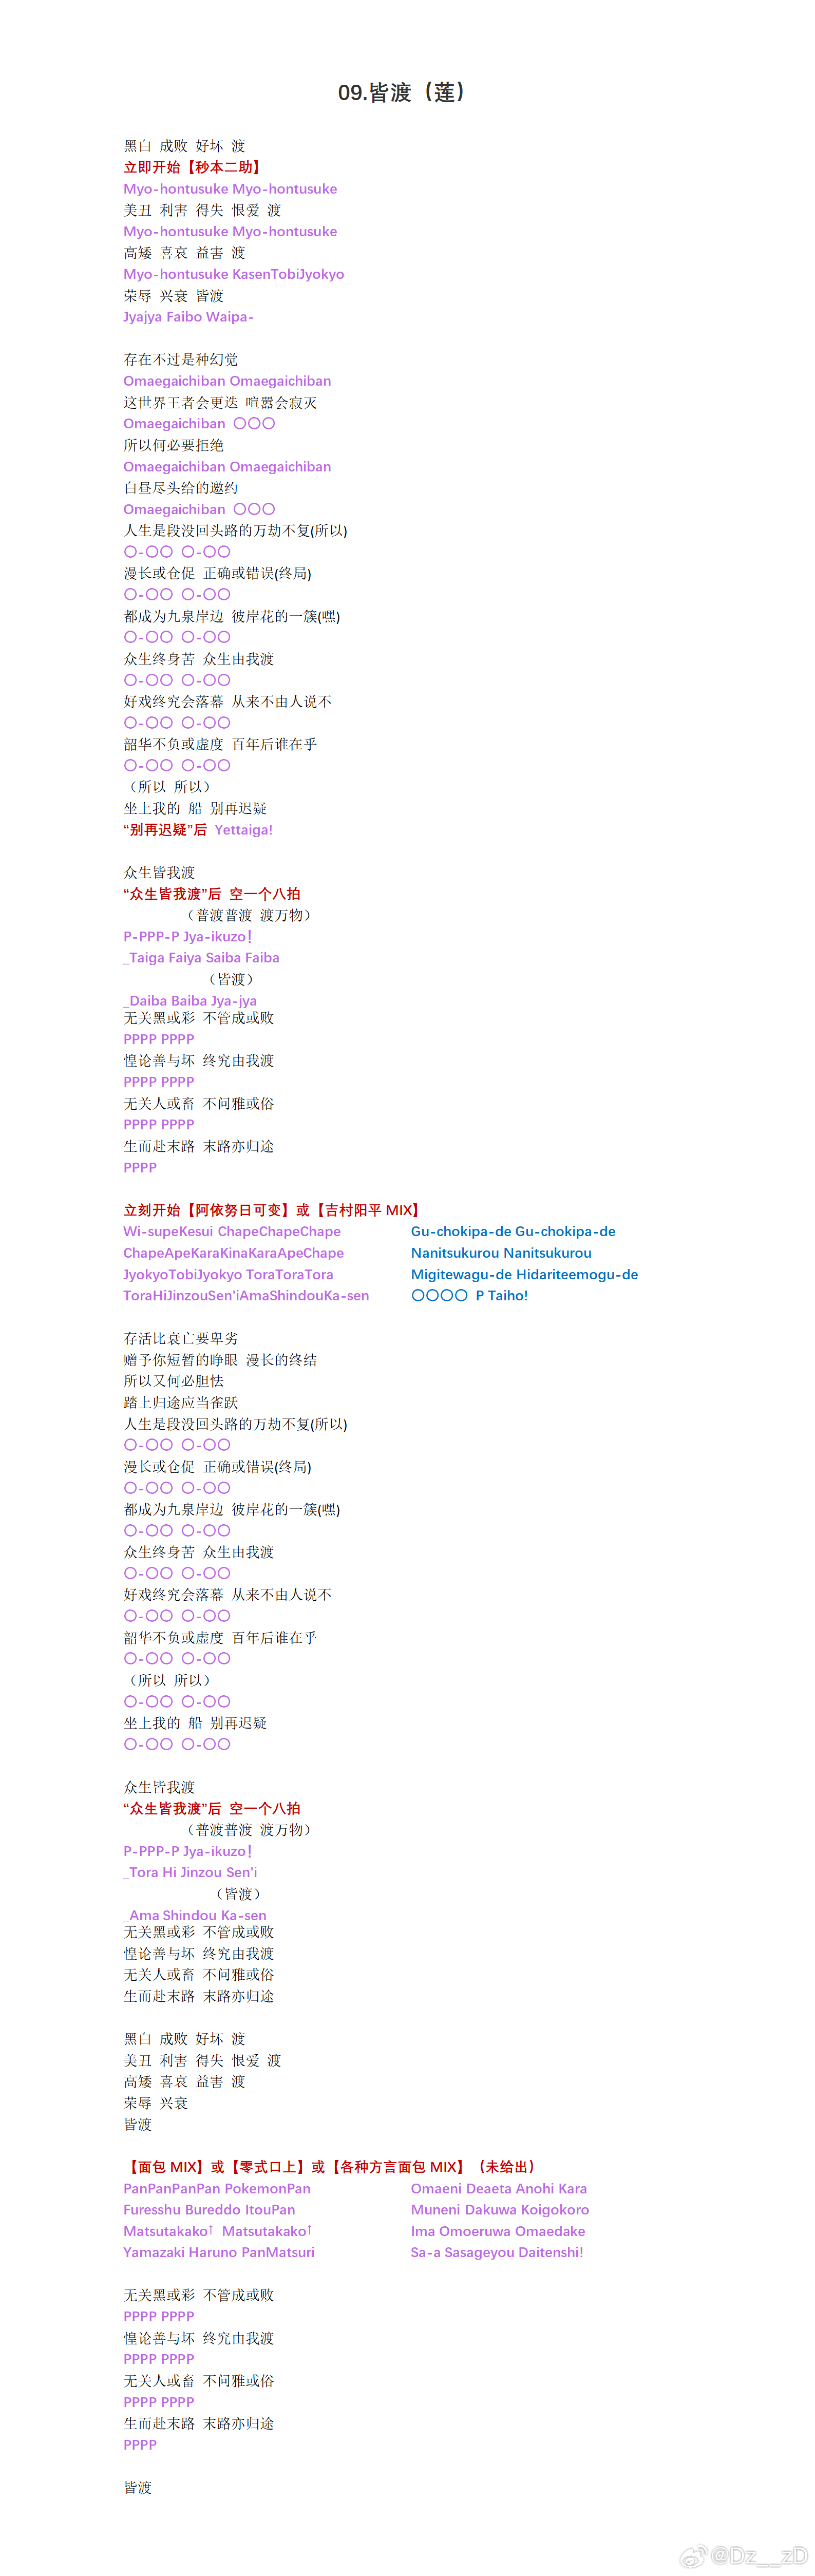 09.皆渡（莲）
黑白 成败 好坏 渡
立即开始【秒本二助】
Myo-hontusuke Myo-hontusuke
美丑 利害 得失 恨爱 渡
Myo-hontusuke Myo-hontusuke
高矮 喜哀 益害 渡
Myo-hontusuke KasenTobiJyokyo
荣辱 兴衰 皆渡
Jyajya Faibo Waipa-
存在不过是种幻觉
Omaegaichiban Omaegaichiban
这世界王者会更迭 喧嚣会寂灭
Omaegaichiban 〇〇〇
所以何必要拒绝
Omaegaichiban Omaegaichiban
白昼尽头给的邀约
Omaegaichiban 〇〇〇
人生是段没回头路的万劫不复(所以)
〇-〇〇 〇-〇〇
漫长或仓促 正确或错误(终局)
〇-〇〇 〇-〇〇
都成为九泉岸边 彼岸花的一簇(嘿)
〇-〇〇 〇-〇〇
众生终身苦 众生由我渡
〇-〇〇 〇-〇〇
好戏终究会落幕 从来不由人说不
〇-〇〇 〇-〇〇
韶华不负或虚度 百年后谁在乎
〇-〇〇 〇-〇〇
（所以 所以）
坐上我的 船 别再迟疑
“别再迟疑”后 Yettaiga!
众生皆我渡
“众生皆我渡”后 空一个八拍
（普渡普渡 渡万物）
P-PPP-P Jya-ikuzo！
_Taiga Faiya Saiba Faiba
（皆渡）
_Daiba Baiba Jya-jya
无关黑或彩 不管成或败
PPPP PPPP
惶论善与坏 终究由我渡
PPPP PPPP
无关人或畜 不问雅或俗
PPPP PPPP
生而赴末路 末路亦归途
PPPP
立刻开始【阿依努日可变】或【吉村阳平 MIX】
Wi-supeKesui ChapeChapeChape Gu-chokipa-de Gu-chokipa-de
ChapeApeKaraKinaKaraApeChape Nanitsukurou Nanitsukurou
JyokyoTobiJyokyo ToraToraTora Migitewagu-de Hidariteemogu-de
ToraHiJinzouSen'iAmaShindouKa-sen 〇〇〇〇 P Taiho!
存活比衰亡要卑劣
赠予你短暂的睁眼 漫长的终结
所以又何必胆怯
踏上归途应当雀跃
人生是段没回头路的万劫不复(所以)
〇-〇〇 〇-〇〇
漫长或仓促 正确或错误(终局)
〇-〇〇 〇-〇〇
都成为九泉岸边 彼岸花的一簇(嘿)
〇-〇〇 〇-〇〇
众生终身苦 众生由我渡
〇-〇〇 〇-〇〇
好戏终究会落幕 从来不由人说不
〇-〇〇 〇-〇〇
韶华不负或虚度 百年后谁在乎
〇-〇〇 〇-〇〇
（所以 所以）
〇-〇〇 〇-〇〇
坐上我的 船 别再迟疑
〇-〇〇 〇-〇〇
众生皆我渡
“众生皆我渡”后 空一个八拍
（普渡普渡 渡万物）
P-PPP-P Jya-ikuzo！
_Tora Hi Jinzou Sen'i
（皆渡）
_Ama Shindou Ka-sen
无关黑或彩 不管成或败
惶论善与坏 终究由我渡
无关人或畜 不问雅或俗
生而赴末路 末路亦归途
黑白 成败 好坏 渡
美丑 利害 得失 恨爱 渡
高矮 喜哀 益害 渡
荣辱 兴衰
皆渡
【面包 MIX】或【零式口上】或【各种方言面包 MIX】（未给出）
PanPanPanPan PokemonPan Omaeni Deaeta Anohi Kara
Furesshu Bureddo ItouPan Muneni Dakuwa Koigokoro
Matsutakako↑ Matsutakako↑ Ima Omoeruwa Omaedake
Yamazaki Haruno PanMatsuri Sa-a Sasageyou Daitenshi!
无关黑或彩 不管成或败
PPPP PPPP
惶论善与坏 终究由我渡
PPPP PPPP
无关人或畜 不问雅或俗
PPPP PPPP
生而赴末路 末路亦归途
PPPP
皆渡
@Dz__zD